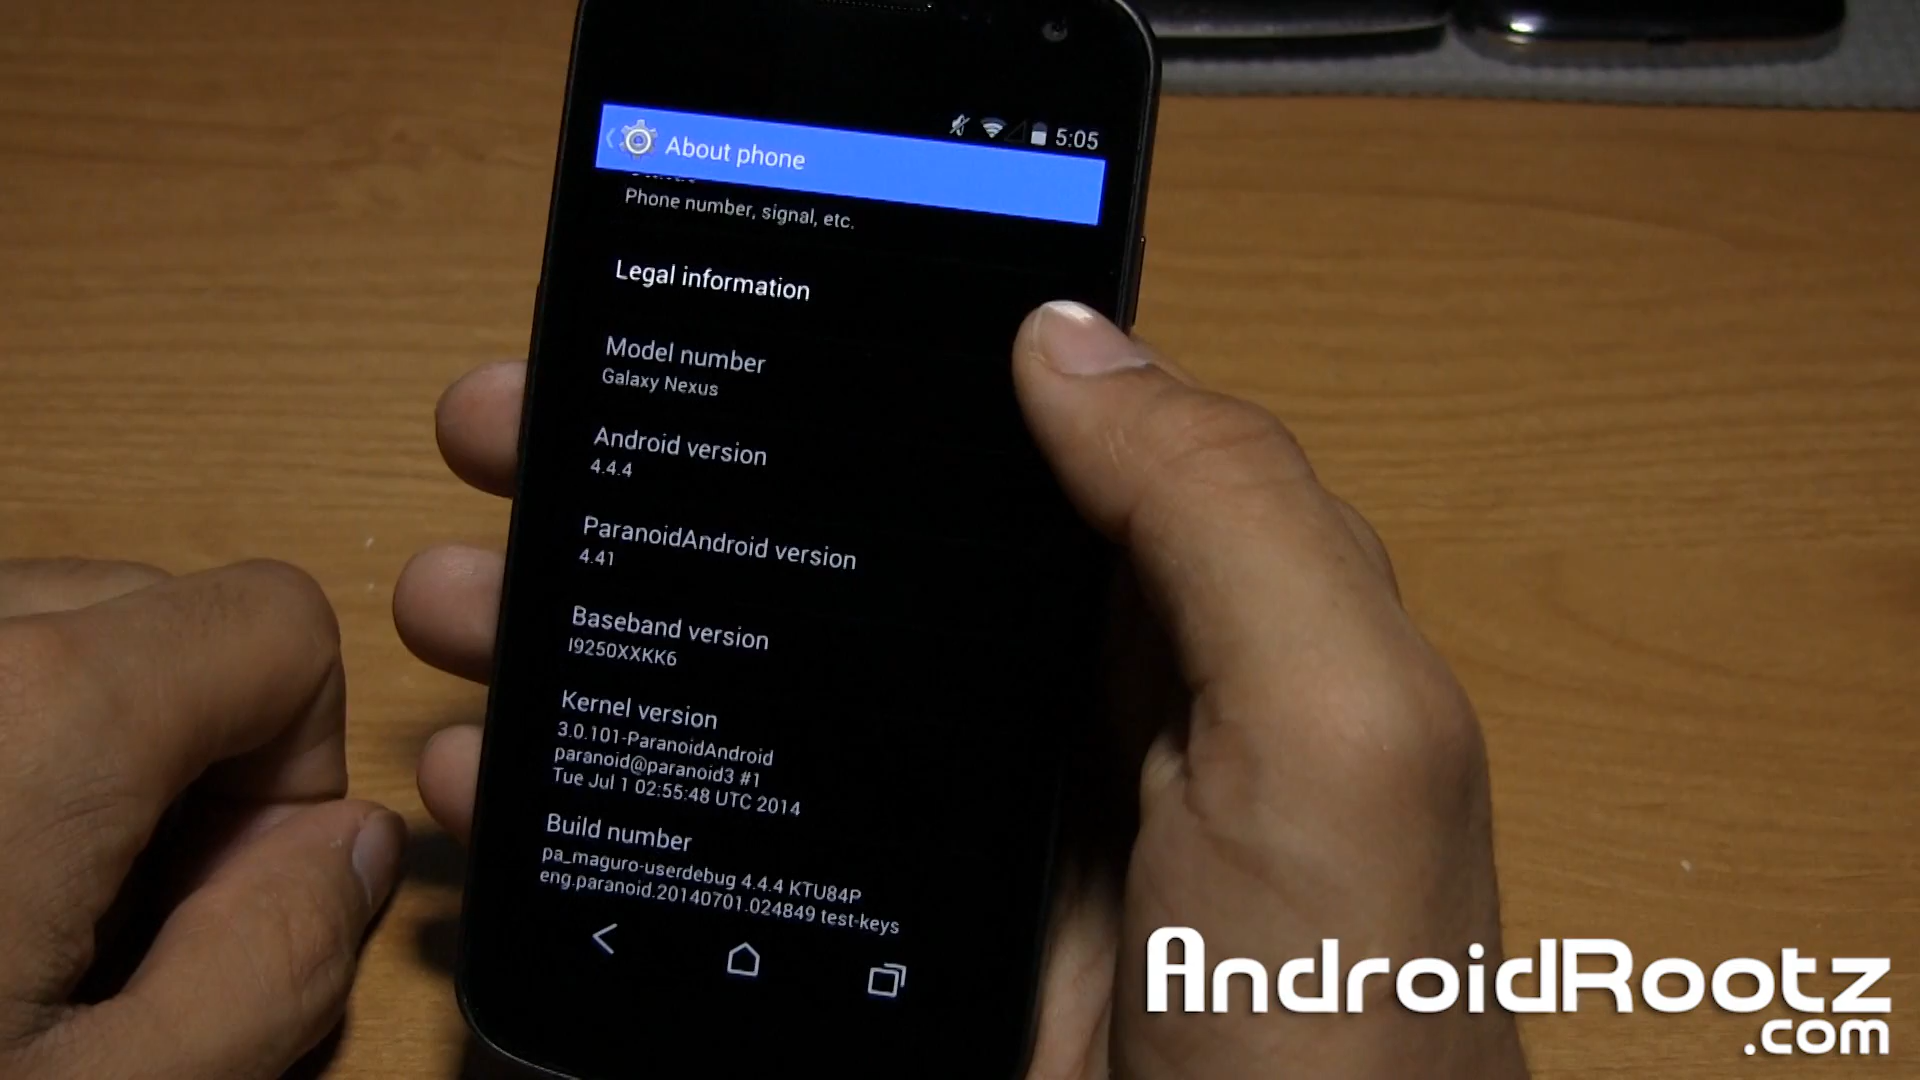 5:05
About phone
Phone number, signal, etc.
Legal information
Model number
Galaxy Nexus
Android version
4.4.4
ParanoidAndroid version
4.41
Baseband version
I9250XXKK6
Kernel version
3.0.101-ParanoidAndroid
paranoid@paranoid3 #1
Tue Jul 1 02:55:48 UTC 2014
Build number
pa_maguro-userdebug 4.4.4 KTU84P
eng.paranoid.20140701.024849 test-keys
AndroidRootz
.com